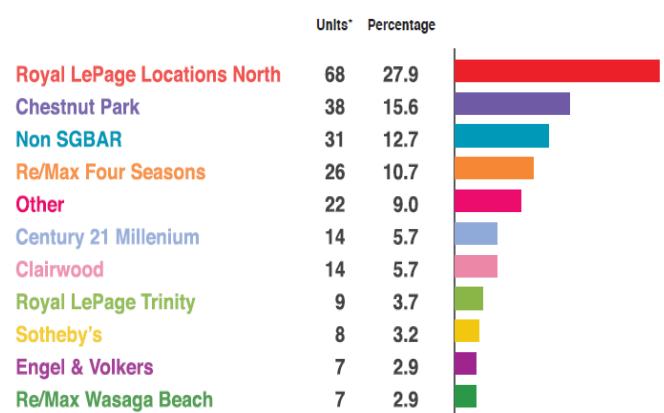 Units* Percentage
Royal LePage Locations North 68 27.9
Chestnut Park 38 15.6
Non SGBAR 31 12.7
Re/Max Four Seasons 26 10.7
Other 22 9.0
Century 21 Millenium 14 5.7
Clairwood 14 5.7
Royal LePage Trinity 9 3.7
Sotheby's 8 3.2
Engel & Volkers 7 2.9
Re/Max Wasaga Beach 7 2.9